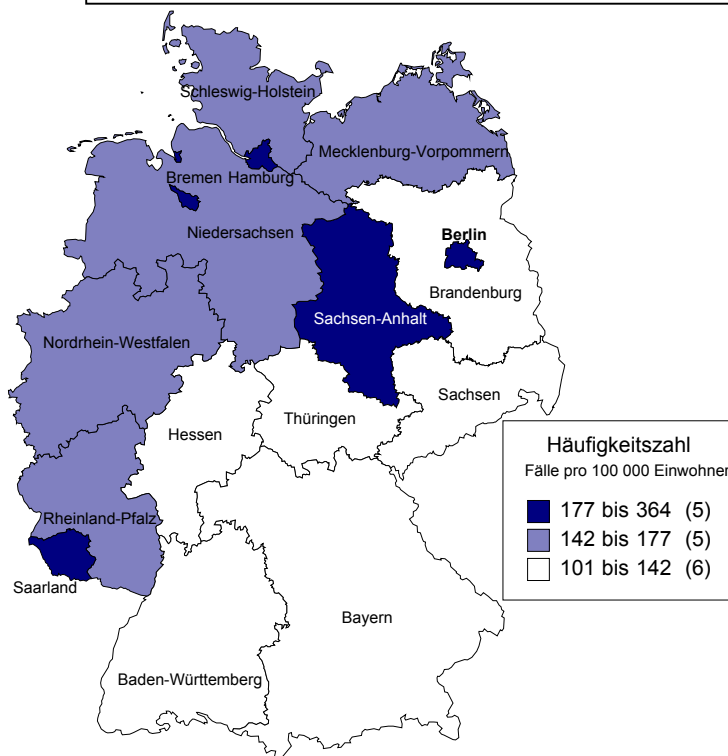 Schleswig-Holstein
Mecklenburg-Vorpommern
Bremen Hamburg
Niedersachsen
Berlin
Brandenburg
Sachsen-Anhalt
Nordrhein-Westfalen
Sachsen
Thüringen
Hessen
Häufigkeitszahl
Fälle pro 100 000 Einwohner
177 bis 364 (5)
142 bis 177 (5)
101 bis 142 (6)
Rheinland-Pfalz
Saarland
Bayern
Baden-Württemberg